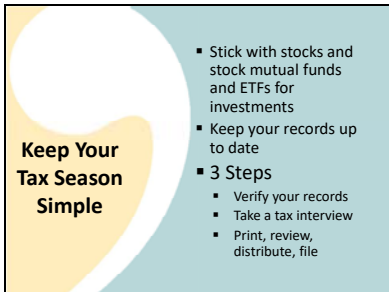 Keep Your
Tax Season
Simple
▪ Stick with stocks and
stock mutual funds
and ETFs for
investments
▪ Keep your records up
to date
▪ 3 Steps
▪ Verify your records
▪ Take a tax interview
▪ Print, review,
distribute, file